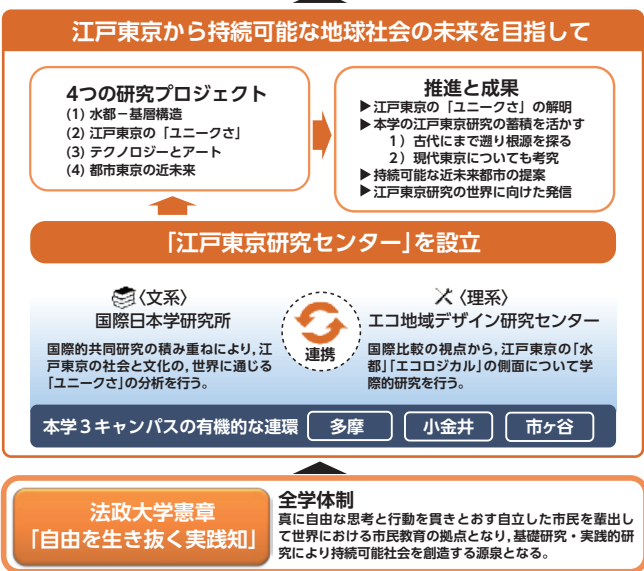 江戸東京から持続可能な地球社会の未来を目指して
4つの研究プロジェクト
(1) 水都－基層構造
(2) 江戸東京の「ユニークさ」
(3) テクノロジーとアート
(4) 都市東京の近未来
推進と成果
▶江戸東京の「ユニークさ」の解明
▶本学の江戸東京研究の蓄積を活かす
1）古代にまで遡り根源を探る
2）現代東京についても考究
▶持続可能な近未来都市の提案
▶江戸東京研究の世界に向けた発信
「江戸東京研究センター」を設立
〈文系〉
国際日本学研究所
国際的共同研究の積み重ねにより,江
戸東京の社会と文化の,世界に通じる
「ユニークさ」の分析を行う。
連携
〈理系〉
エコ地域デザイン研究センター
国際比較の視点から,江戸東京の「水
都」「エコロジカル」の側面について学
際的研究を行う。
本学３キャンパスの有機的な連環 多摩 小金井 市ヶ谷
法政大学憲章
「自由を生き抜く実践知」
全学体制
真に自由な思考と行動を貫きとおす自立した市民を輩出し
て世界における市民教育の拠点となり,基礎研究・実践的研
究により持続可能社会を創造する源泉となる。